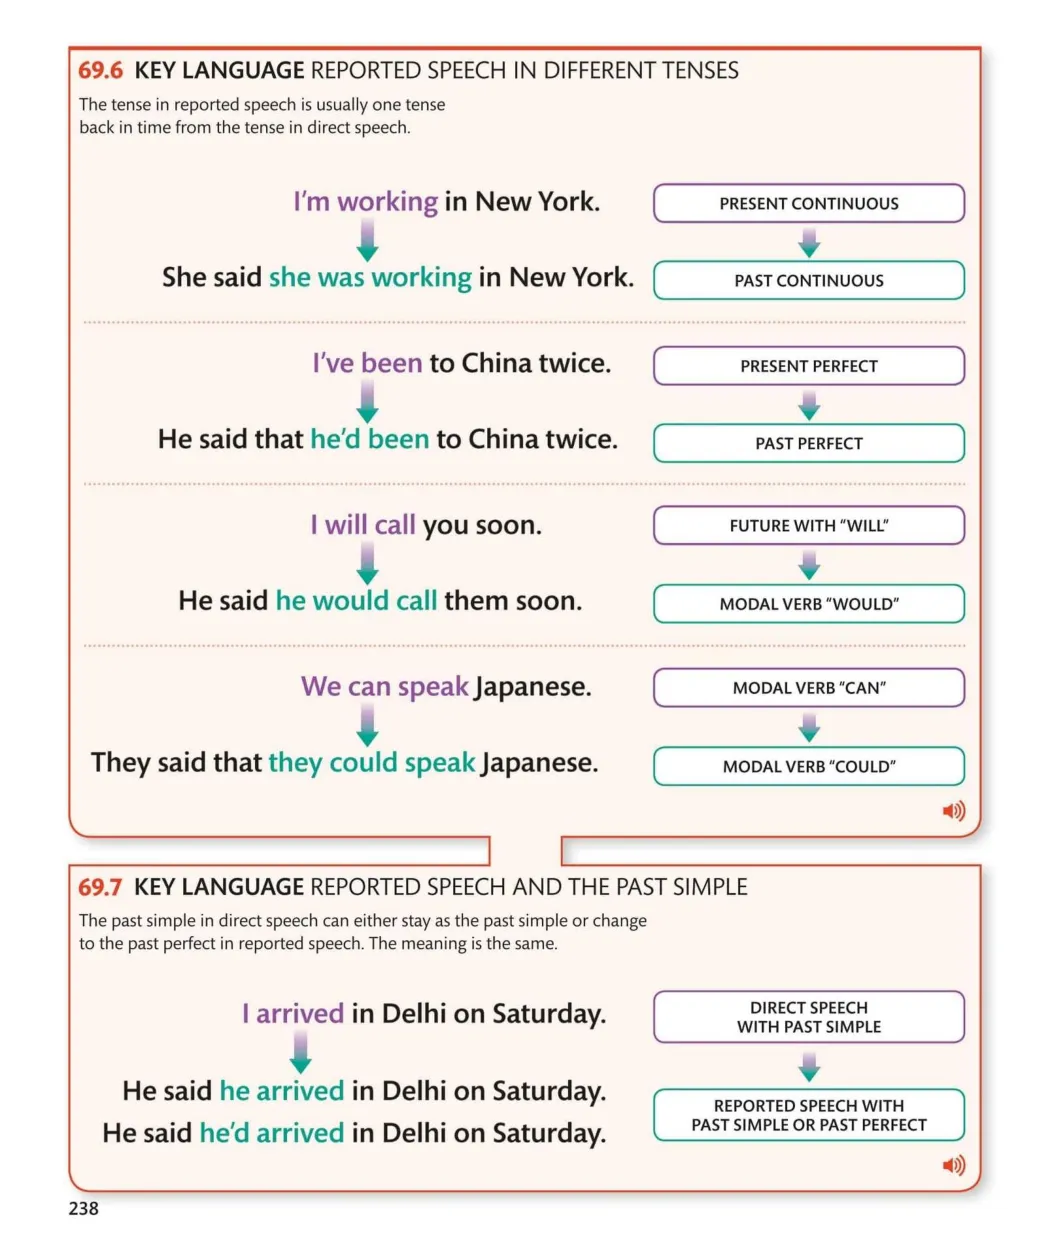 69.6 KEY LANGUAGE REPORTED SPEECH IN DIFFERENT TENSES
The tense in reported speech is usually one tense
back in time from the tense in direct speech.
I'm working in New York.
PRESENT CONTINUOUS
She said she was working in New York.
PAST CONTINUOUS
I've been to China twice.
PRESENT PERFECT
He said that he'd been to China twice.
PAST PERFECT
I will call you soon.
FUTURE WITH "WILL"
He said he would call them soon.
MODAL VERB "WOULD"
We can speak Japanese.
MODAL VERB "CAN"
They said that they could speak Japanese.
MODAL VERB "COULD"
69.7 KEY LANGUAGE REPORTED SPEECH AND THE PAST SIMPLE
The past simple in direct speech can either stay as the past simple or change
to the past perfect in reported speech. The meaning is the same.
I arrived in Delhi on Saturday.
DIRECT SPEECH
WITH PAST SIMPLE
He said he arrived in Delhi on Saturday.
He said he'd arrived in Delhi on Saturday.
REPORTED SPEECH WITH
PAST SIMPLE OR PAST PERFECT
238